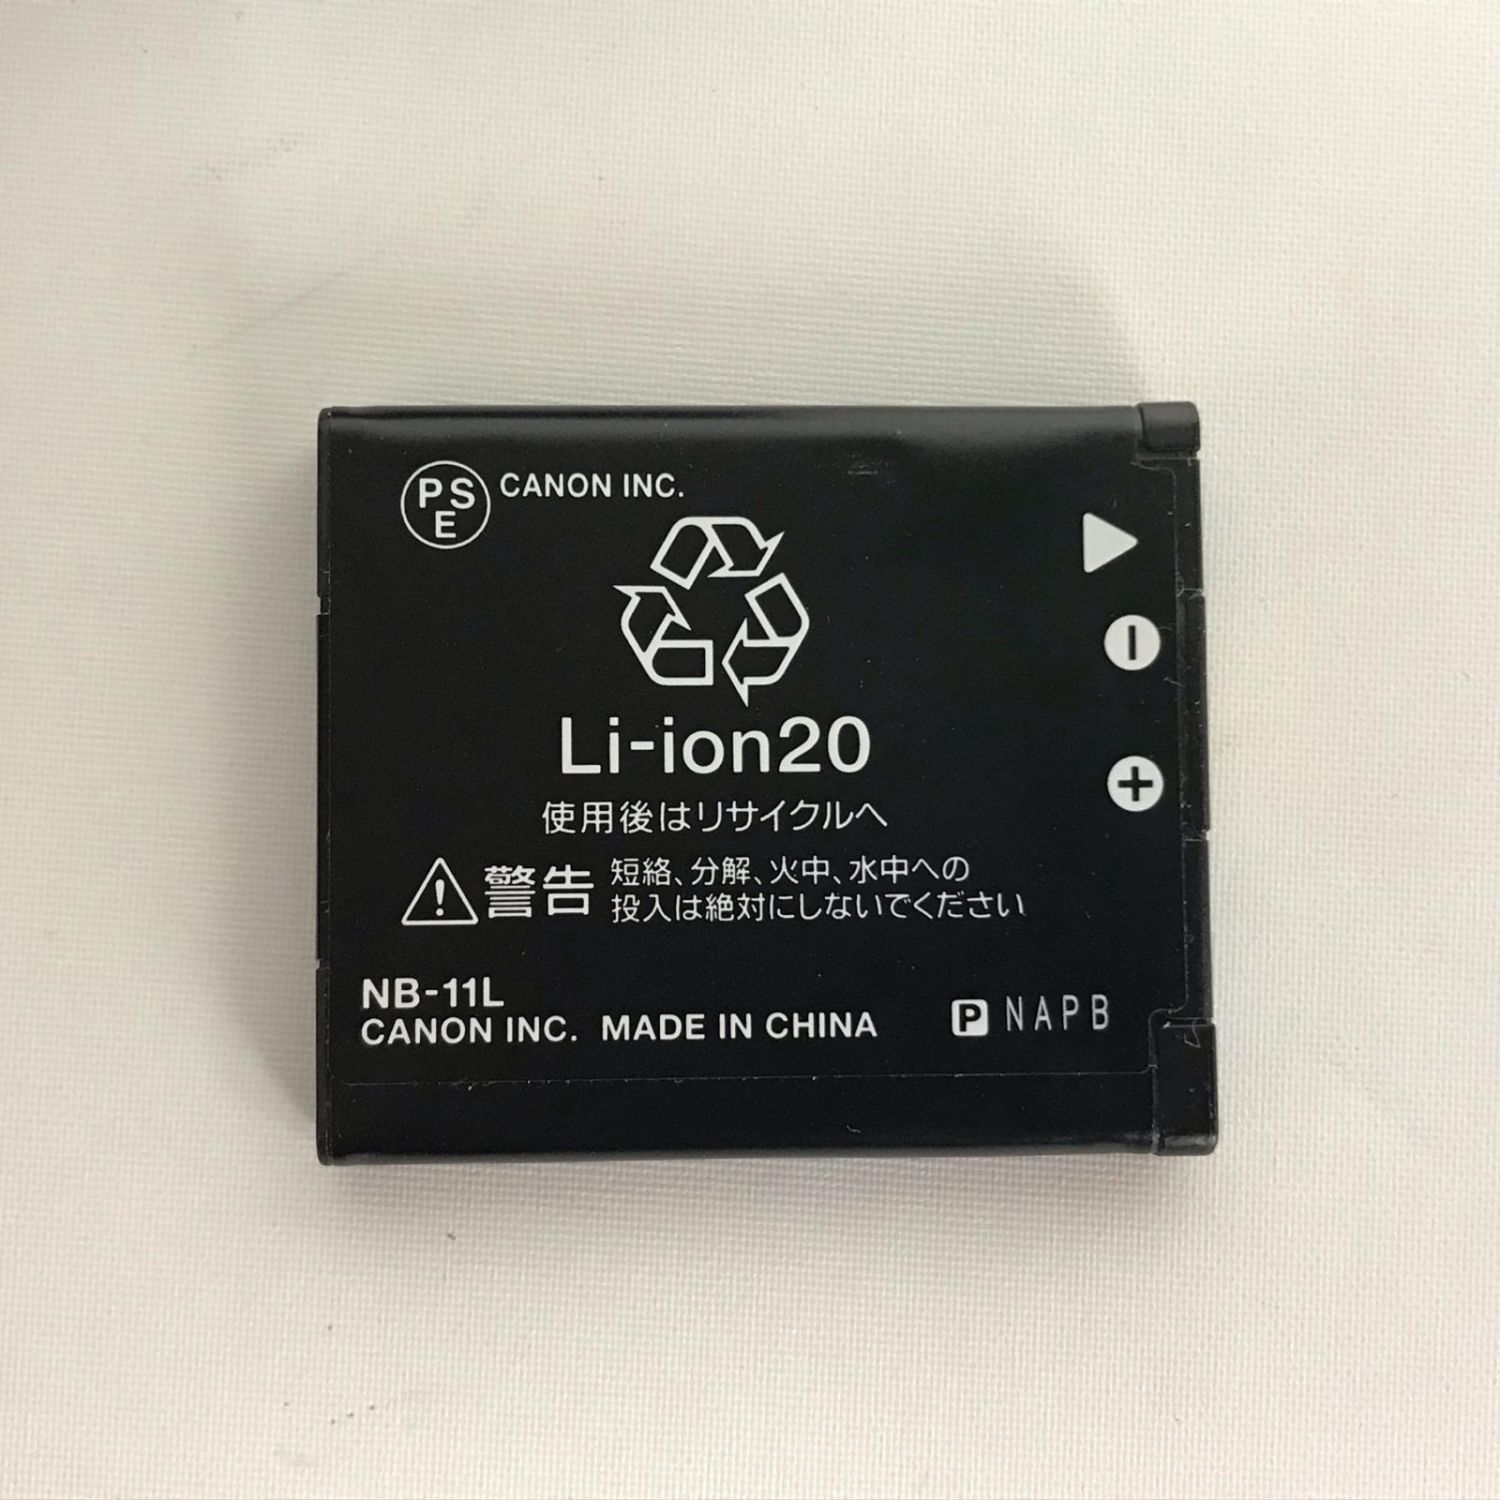 PSE CANON INC.
Li-ion20
使用後はリサイクルへ
警告 短絡、分解、火中、水中への
投入は絶対にしないでください
NB-11L
CANON INC. MADE IN CHINA
P NAPB